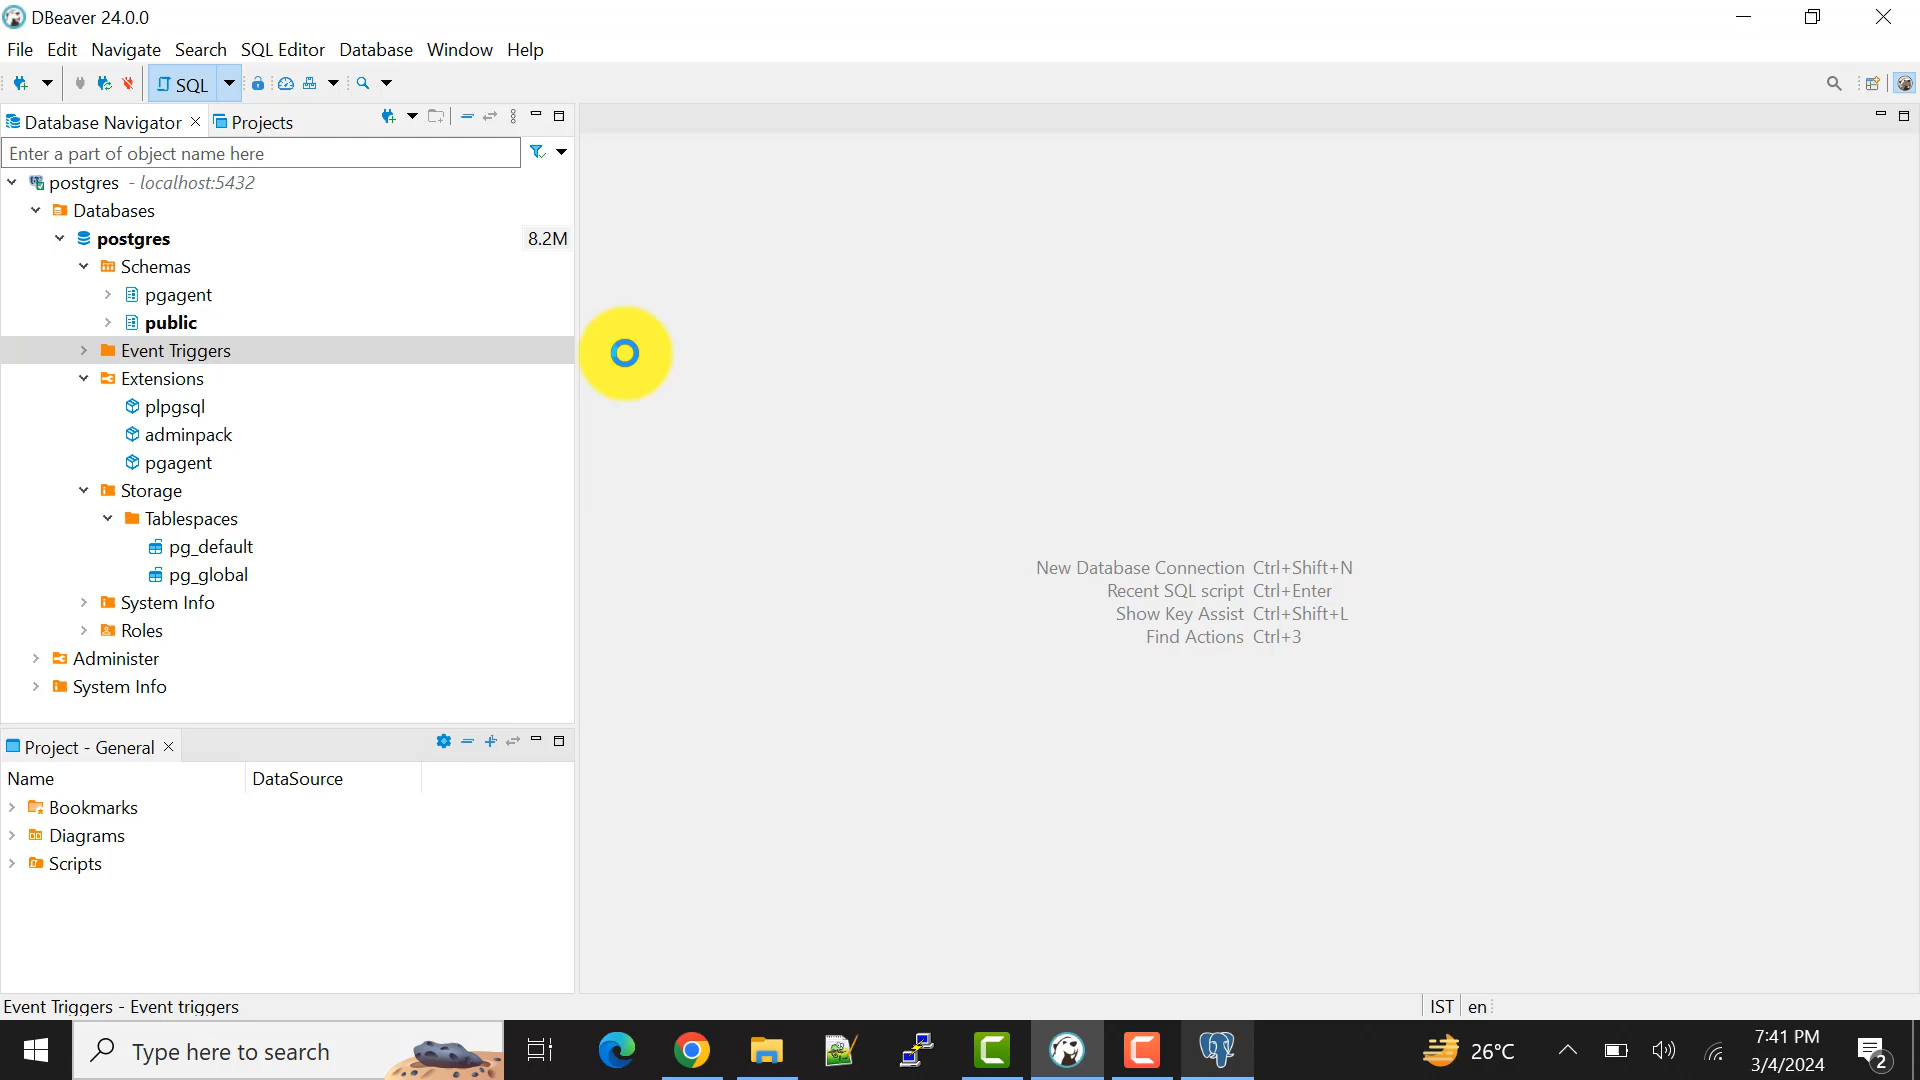 DBeaver 24.0.0
File Edit Navigate Search SQL Editor Database Window Help
SQL
Database Navigator Projects
Enter a part of object name here
postgres - localhost:5432
Databases
postgres 8.2M
Schemas
pgagent
public
Event Triggers
Extensions
plpgsql
adminpack
pgagent
Storage
Tablespaces
pg_default
pg_global
System Info
Roles
Administer
System Info
New Database Connection Ctrl+Shift+N
Recent SQL script Ctrl+Enter
Show Key Assist Ctrl+Shift+L
Find Actions Ctrl+3
Project - General
Name DataSource
Bookmarks
Diagrams
Scripts
Event Triggers - Event triggers IST en
Type here to search
26°C
7:41 PM
3/4/2024
2